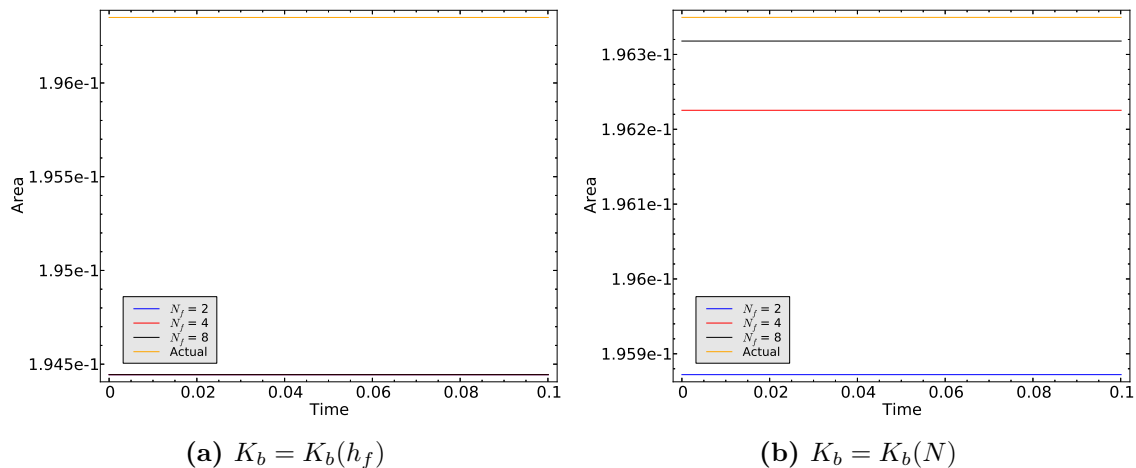 1.96e-1
1.955e-1
1.95e-1
1.945e-1
Area
0
0.02
0.04
0.06
0.08
0.1
Time
N_f = 2
N_f = 4
N_f = 8
Actual
(a) K_b = K_b(h_f)
1.963e-1
1.962e-1
1.961e-1
1.96e-1
1.959e-1
Area
0
0.02
0.04
0.06
0.08
0.1
Time
N_f = 2
N_f = 4
N_f = 8
Actual
(b) K_b = K_b(N)